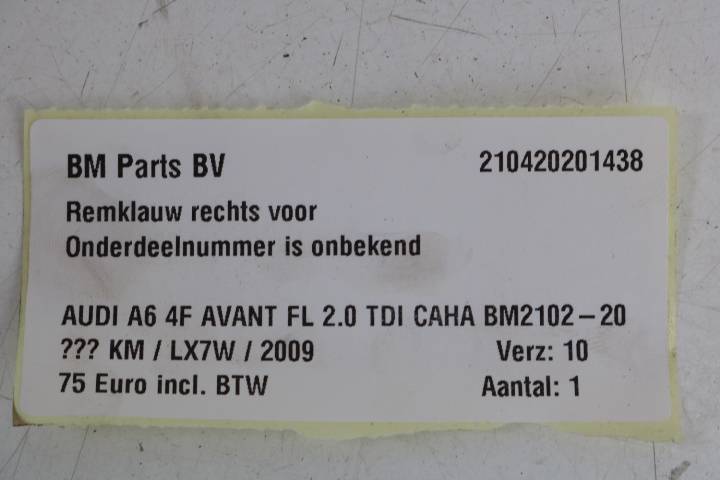 BM Parts BV 210420201438
Remklauw rechts voor
Onderdeelnummer is onbekend
AUDI A6 4F AVANT FL 2.0 TDI CAHA BM2102-20
??? KM / LX7W / 2009 Verz: 10
75 Euro incl. BTW Aantal: 1